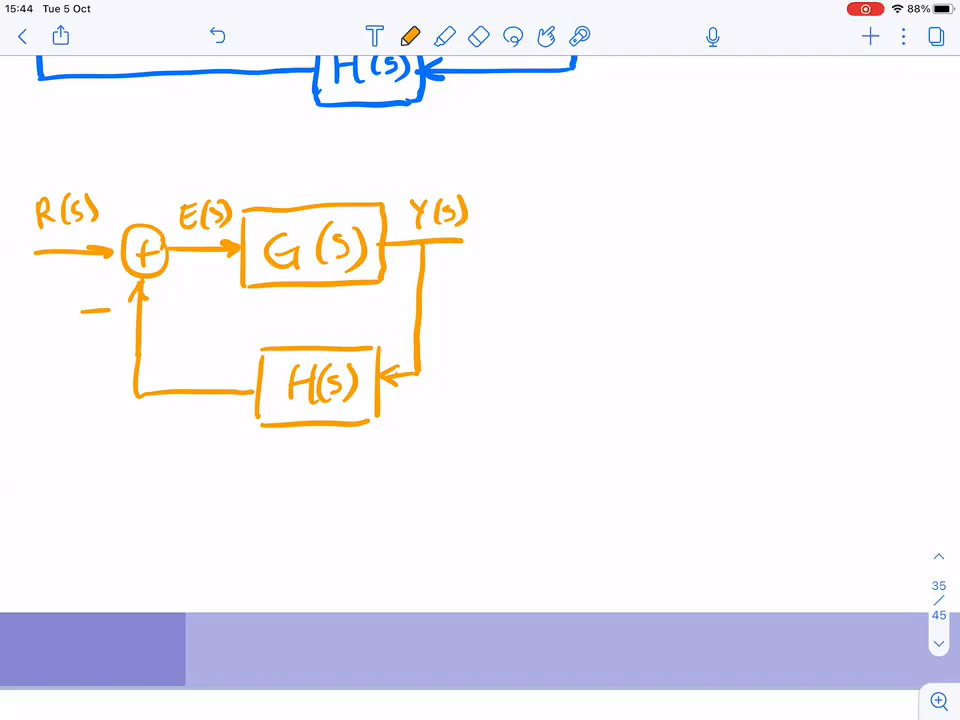 15:44 Tue 5 Oct
88%
T
H(s)
R(s)
E(s)
G(s)
Y(s)
+
−
H(s)
35
/
45